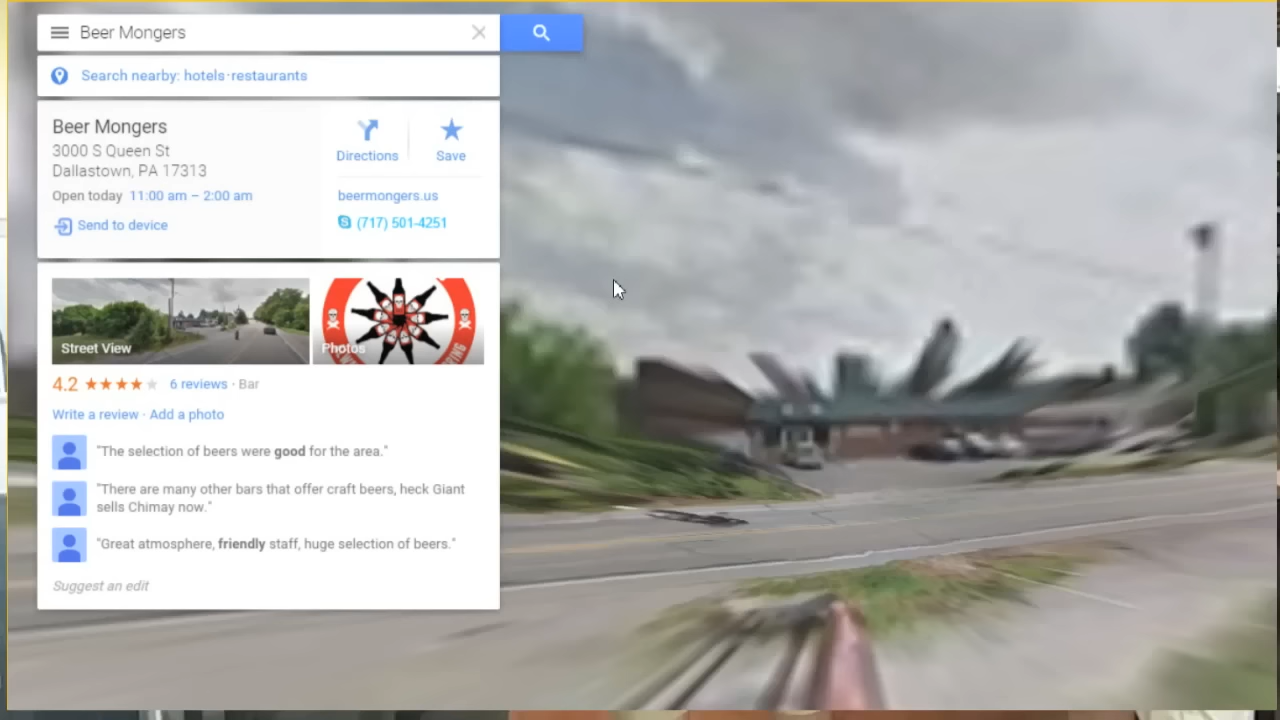 Beer Mongers
Search nearby: hotels · restaurants
Beer Mongers
3000 S Queen St
Dallastown, PA 17313
Open today 11:00 am – 2:00 am
Send to device
Directions
Save
beermongers.us
(717) 501-4251
Street View
Photos
4.2 6 reviews · Bar
Write a review · Add a photo
"The selection of beers were good for the area."
"There are many other bars that offer craft beers, heck Giant
sells Chimay now."
"Great atmosphere, friendly staff, huge selection of beers."
Suggest an edit